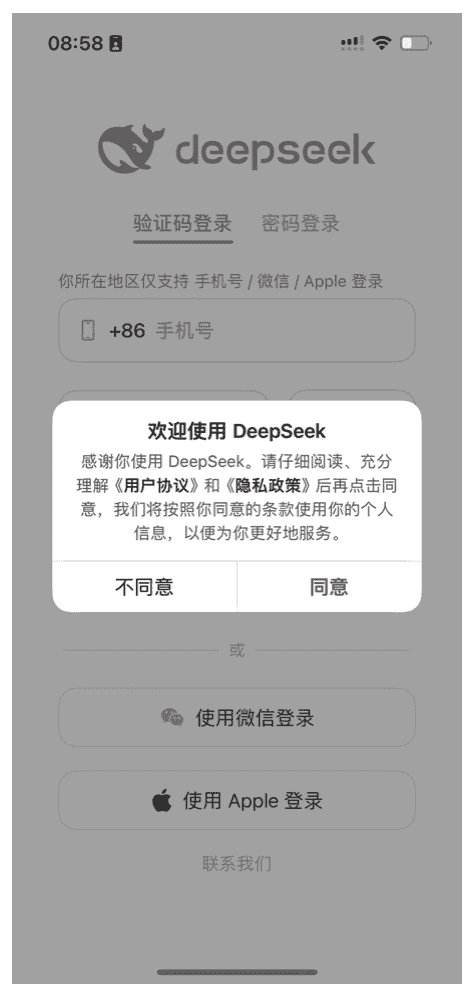 08:58
deepseek
验证码登录 密码登录
你所在地区仅支持 手机号 / 微信 / Apple 登录
+86 手机号
欢迎使用 DeepSeek
感谢你使用 DeepSeek。请仔细阅读、充分
理解《用户协议》和《隐私政策》后再点击同
意，我们将按照你同意的条款使用你的个人
信息，以便为你更好地服务。
不同意 同意
或
使用微信登录
使用 Apple 登录
联系我们